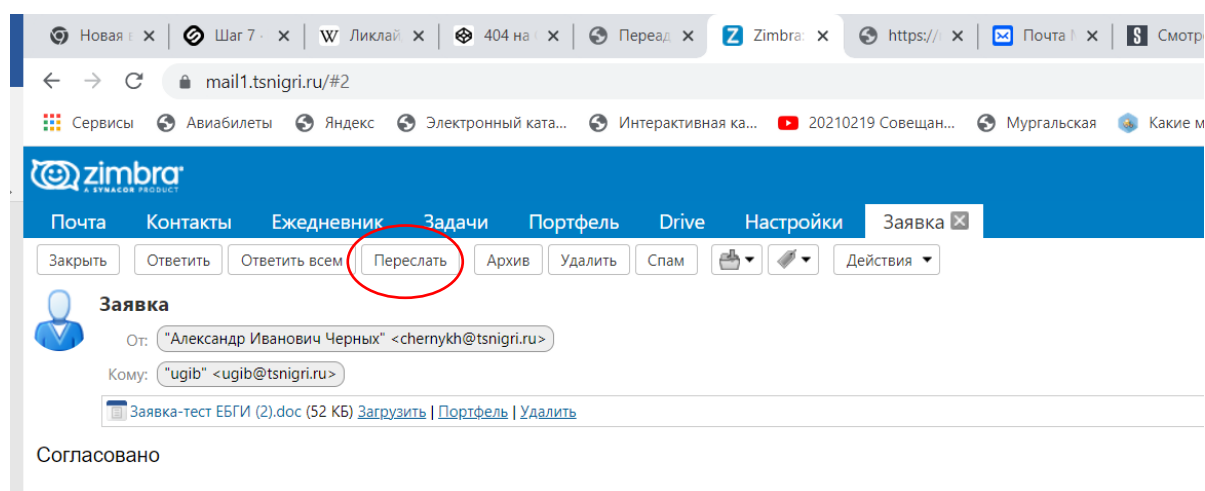 Новая в Шаг 7 - Ликлай 404 на Переад Zimbra: https:// Почта Смотр
mail1.tsnigri.ru/#2
Сервисы Авиабилеты Яндекс Электронный ката... Интерактивная ка... 20210219 Совещан... Мургальская Какие м
zimbra
A SYNACOR PRODUCT
Почта Контакты Ежедневник Задачи Портфель Drive Настройки Заявка
Закрыть Ответить Ответить всем Переслать Архив Удалить Спам Действия
Заявка
От: "Александр Иванович Черных" <chernykh@tsnigri.ru>
Кому: "ugib" <ugib@tsnigri.ru>
Заявка-тест ЕБГИ (2).doc (52 КБ) Загрузить | Портфель | Удалить
Согласовано